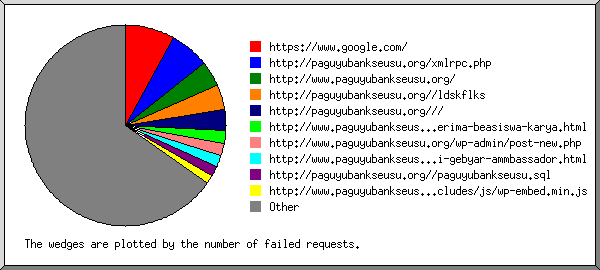 https://www.google.com/
http://paguyubankseusu.org/xmlrpc.php
http://www.paguyubankseusu.org/
http://paguyubankseusu.org//ldskflks
http://paguyubankseusu.org///
http://www.paguyubankseus...erima-beasiswa-karya.html
http://www.paguyubankseusu.org/wp-admin/post-new.php
http://www.paguyubankseus...i-gebyar-ammbassador.html
http://paguyubankseusu.org//paguyubankseusu.sql
http://www.paguyubankseus...cludes/js/wp-embed.min.js
Other
The wedges are plotted by the number of failed requests.